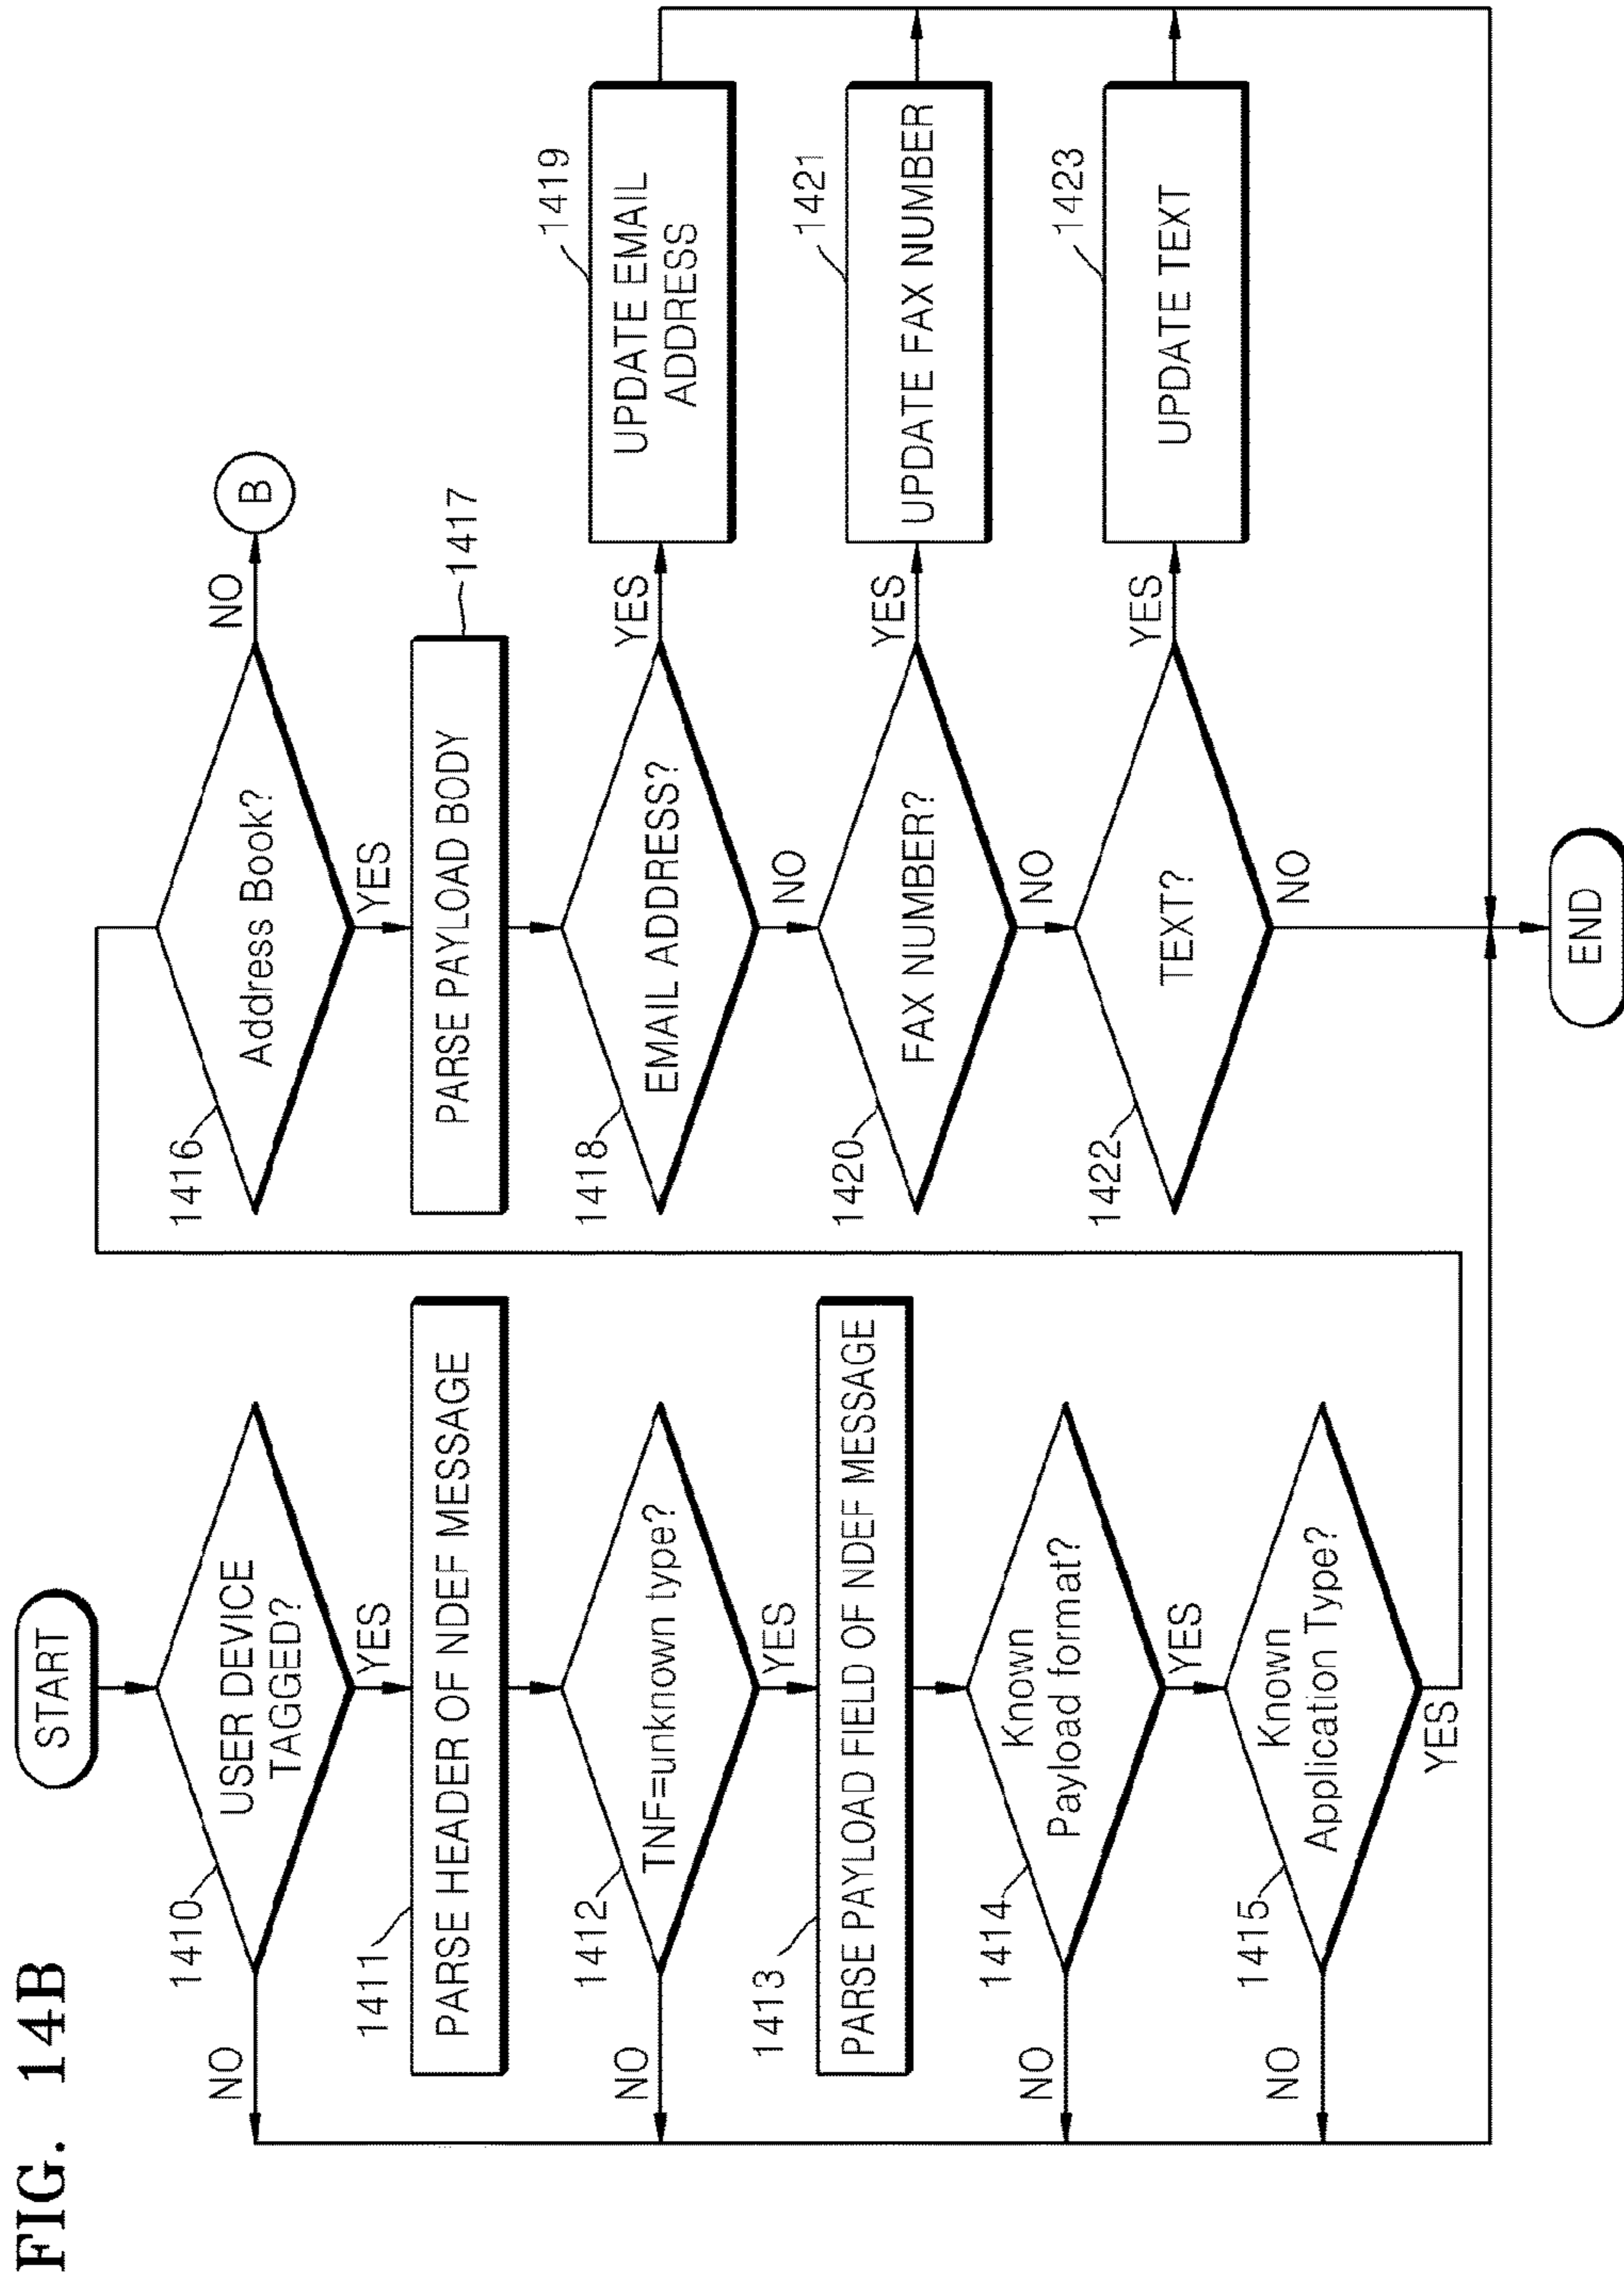 FIG. 14B
START
1410
USER DEVICE
TAGGED?
NO
YES
1411
PARSE HEADER OF NDEF MESSAGE
1412
TNF=unknown type?
NO
YES
1413
PARSE PAYLOAD FIELD OF NDEF MESSAGE
1414
Known
Payload format?
NO
YES
1415
Known
Application Type?
NO
YES
1416
Address Book?
NO
B
YES
1417
PARSE PAYLOAD BODY
1418
EMAIL ADDRESS?
YES
1419
UPDATE EMAIL
ADDRESS
NO
1420
FAX NUMBER?
YES
1421
UPDATE FAX NUMBER
NO
1422
TEXT?
YES
1423
UPDATE TEXT
NO
END